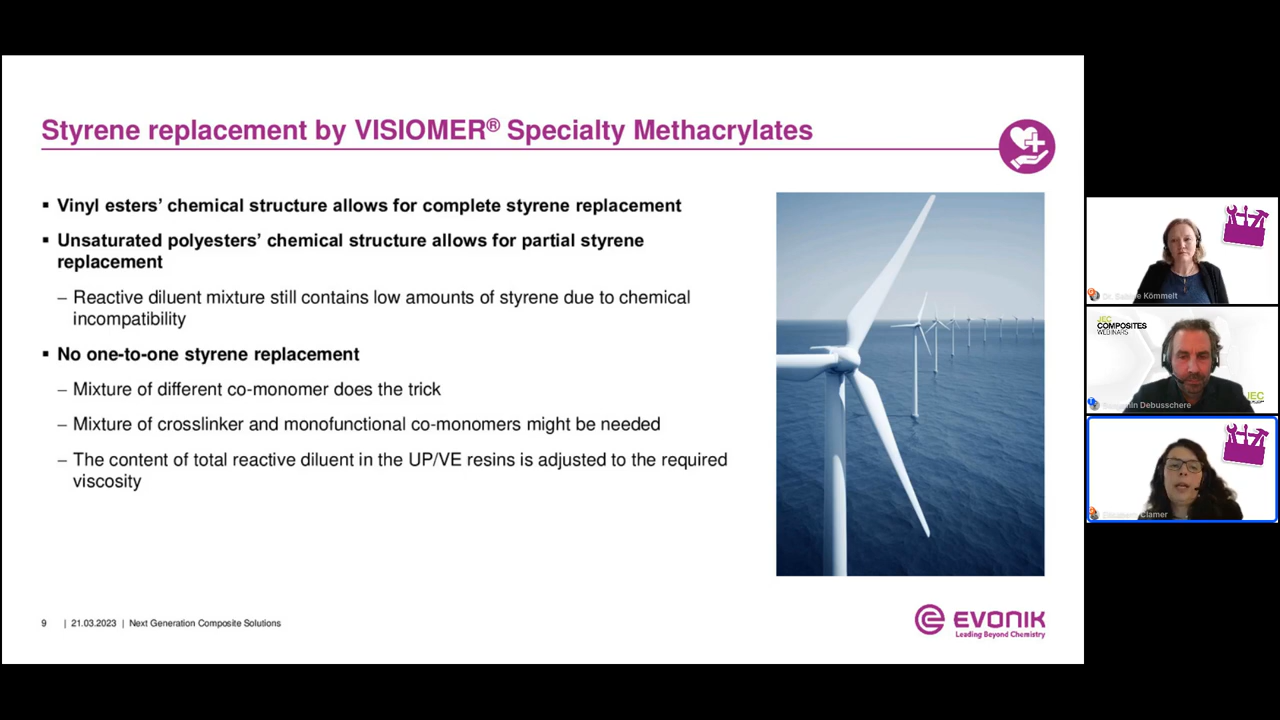 Styrene replacement by VISIOMER® Specialty Methacrylates
▪ Vinyl esters’ chemical structure allows for complete styrene replacement
▪ Unsaturated polyesters’ chemical structure allows for partial styrene
replacement
– Reactive diluent mixture still contains low amounts of styrene due to chemical
incompatibility
▪ No one-to-one styrene replacement
– Mixture of different co-monomer does the trick
– Mixture of crosslinker and monofunctional co-monomers might be needed
– The content of total reactive diluent in the UP/VE resins is adjusted to the required
viscosity
9 | 21.03.2023 | Next Generation Composite Solutions
EVONIK
Leading Beyond Chemistry
Kömmelt
JEC
COMPOSITES
WEBINARS
JEC
Debusschere
Clamer